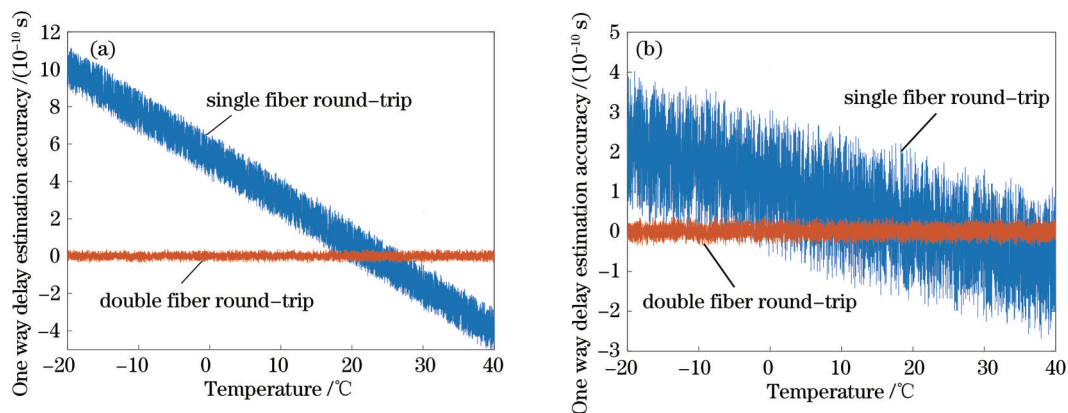 (a)
One way delay estimation accuracy /(10⁻¹⁰ s)
12
10
8
6
4
2
0
−2
−4
single fiber round−trip
double fiber round−trip
−20 −10 0 10 20 30 40
Temperature /℃
(b)
One way delay estimation accuracy /(10⁻¹⁰ s)
5
4
3
2
1
0
−1
−2
−3
single fiber round−trip
double fiber round−trip
−20 −10 0 10 20 30 40
Temperature /℃